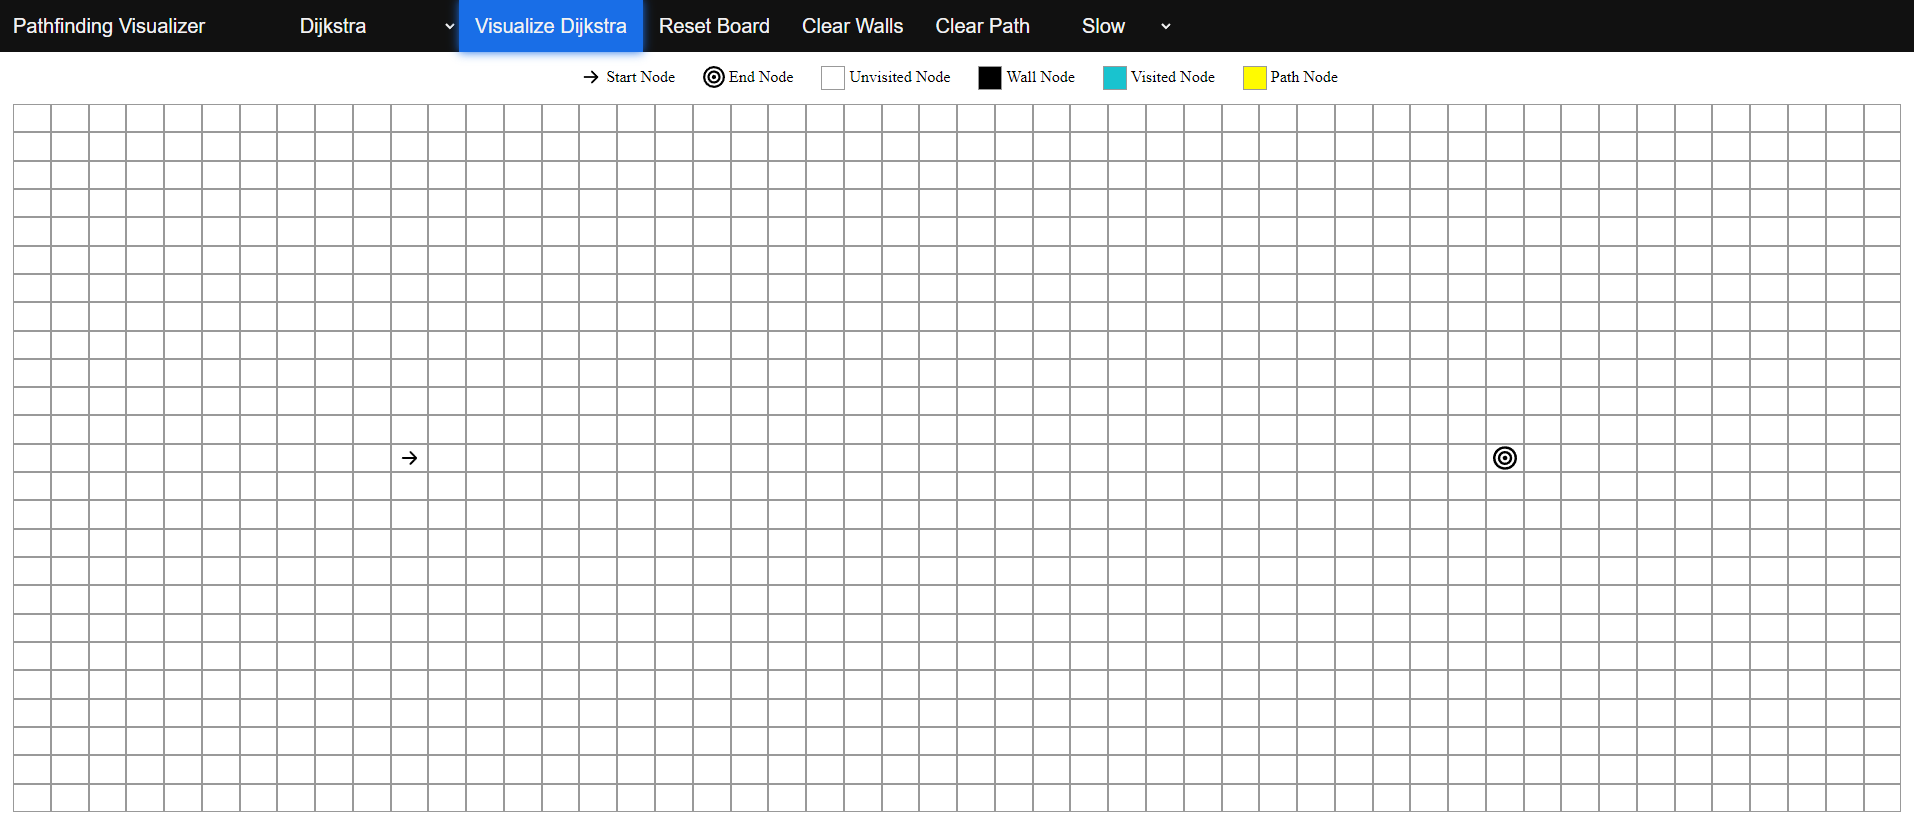 Pathfinding Visualizer Dijkstra Visualize Dijkstra Reset Board Clear Walls Clear Path Slow
Start Node End Node Unvisited Node Wall Node Visited Node Path Node